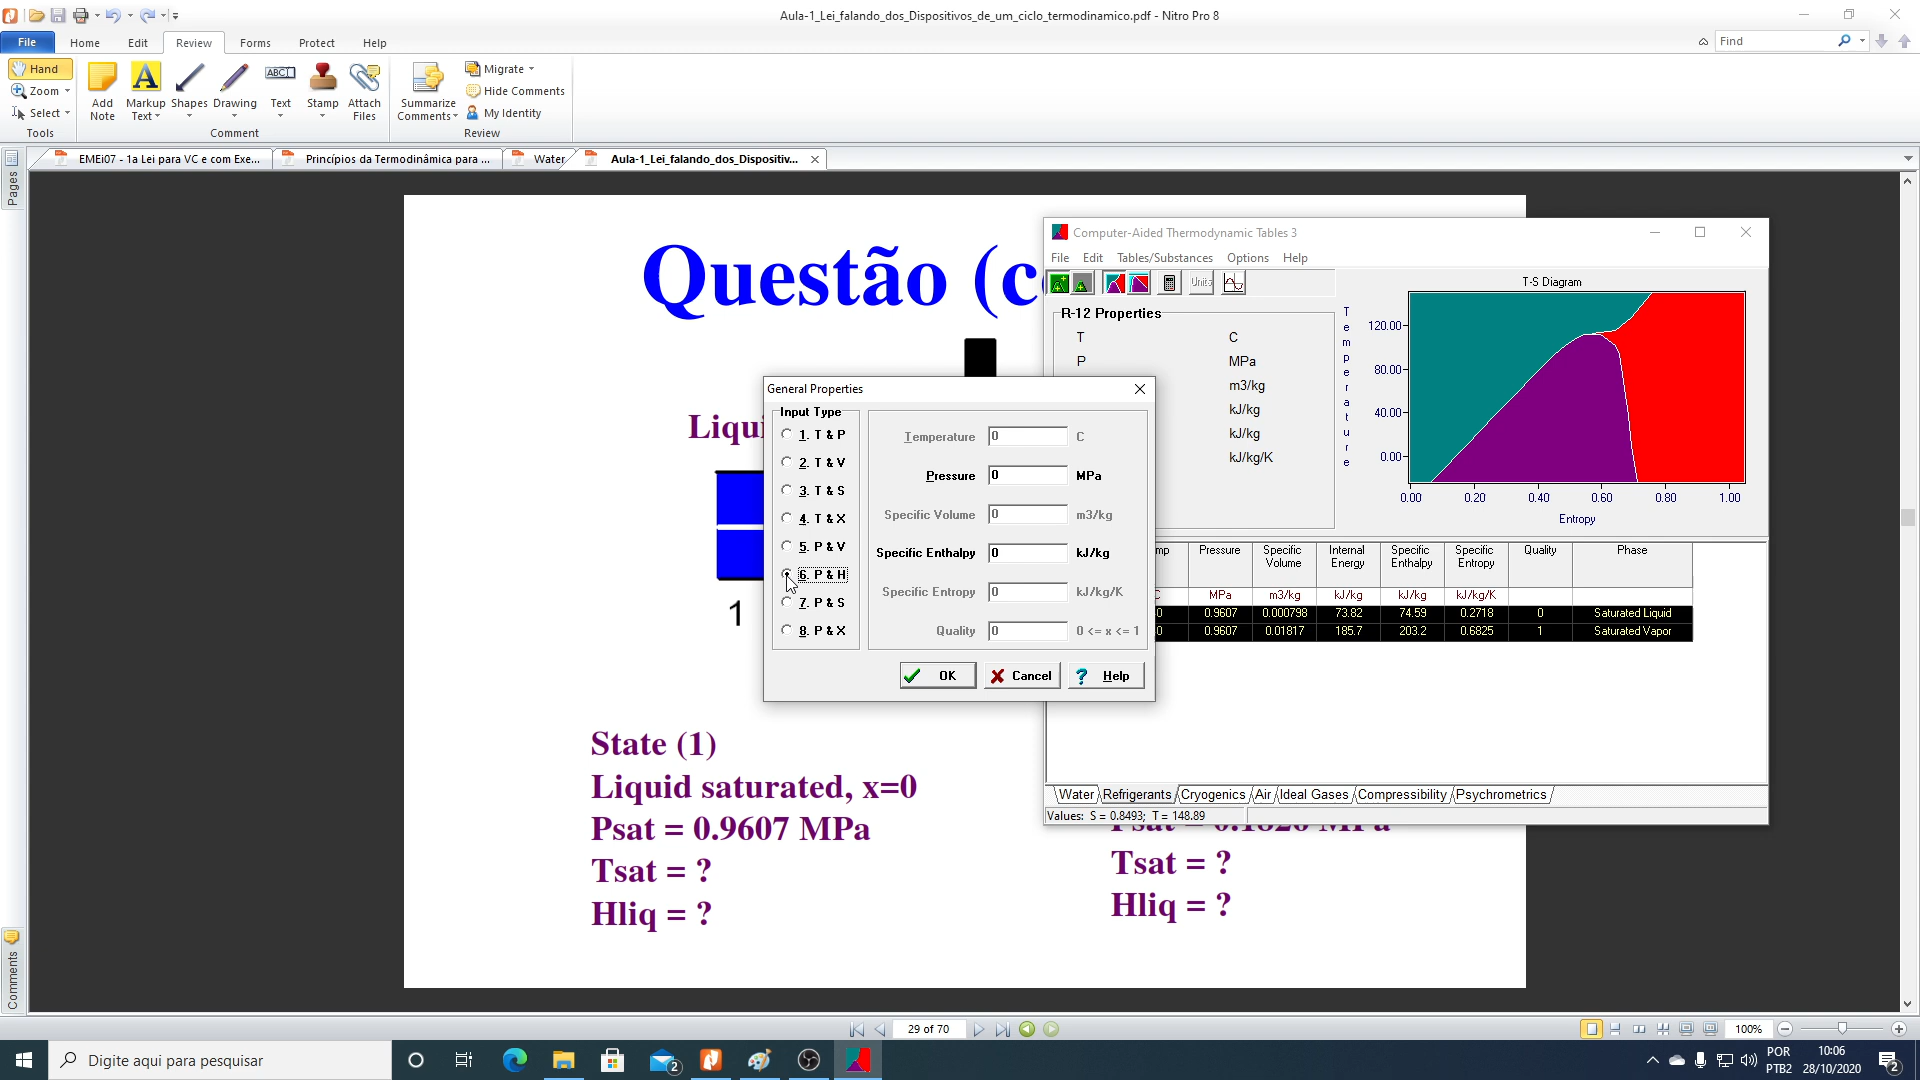 Aula-1_Lei_falando_dos_Dispositivos_de_um_ciclo_termodinamico.pdf - Nitro Pro 8
File Home Edit Review Forms Protect Help
Find
Hand
Zoom
Select
Tools
Add Note
Markup Text
Shapes
Drawing
Text
Stamp
Attach Files
Comment
Summarize Comments
Migrate
Hide Comments
My Identity
Review
EMEi07 - 1a Lei para VC e com Exe...
Princípios da Termodinâmica para ...
Water
Aula-1_Lei_falando_dos_Dispositiv...
Pages
Comments
Questão (c
Liqui
1
State (1)
Liquid saturated, x=0
Psat = 0.9607 MPa
Tsat = ?
Hliq = ?
Tsat = ?
Hliq = ?
Computer-Aided Thermodynamic Tables 3
File Edit Tables/Substances Options Help
Units
R-12 Properties
T C
P MPa
m3/kg
kJ/kg
kJ/kg
kJ/kg/K
T-S Diagram
Temperature
120.00
80.00
40.00
0.00
0.00 0.20 0.40 0.60 0.80 1.00
Entropy
General Properties
Input Type
1. T & P
2. T & V
3. T & S
4. T & X
5. P & V
6. P & H
7. P & S
8. P & X
Temperature 0 C
Pressure 0 MPa
Specific Volume 0 m3/kg
Specific Enthalpy 0 kJ/kg
Specific Entropy 0 kJ/kg/K
Quality 0 0 <= x <= 1
OK Cancel Help
mp Pressure Specific Volume Internal Energy Specific Enthalpy Specific Entropy Quality Phase
C MPa m3/kg kJ/kg kJ/kg kJ/kg/K
0 0.9607 0.000798 73.82 74.59 0.2718 0 Saturated Liquid
0 0.9607 0.01817 185.7 203.2 0.6825 1 Saturated Vapor
Water Refrigerants Cryogenics Air Ideal Gases Compressibility Psychrometrics
Values: S = 0.8493; T = 148.89
29 of 70
100%
Digite aqui para pesquisar
2
POR
PTB2
10:06
28/10/2020
2